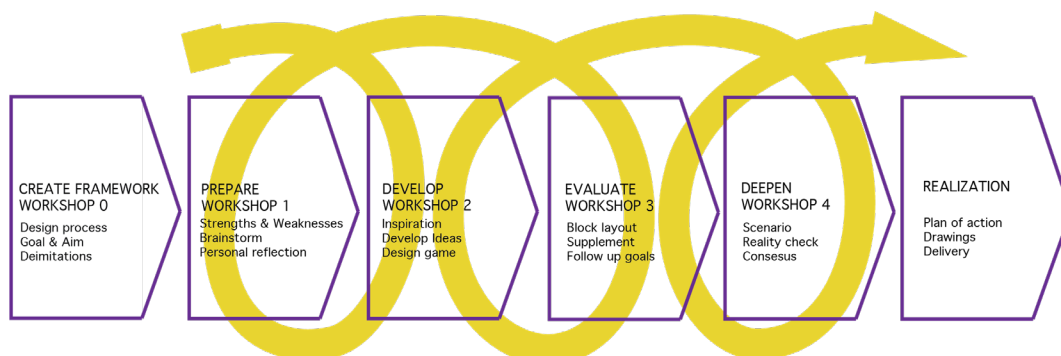 CREATE FRAMEWORK
WORKSHOP 0
Design process
Goal & Aim
Deimitations
PREPARE
WORKSHOP 1
Strengths & Weaknesses
Brainstorm
Personal reflection
DEVELOP
WORKSHOP 2
Inspiration
Develop Ideas
Design game
EVALUATE
WORKSHOP 3
Block layout
Supplement
Follow up goals
DEEPEN
WORKSHOP 4
Scenario
Reality check
Consesus
REALIZATION
Plan of action
Drawings
Delivery